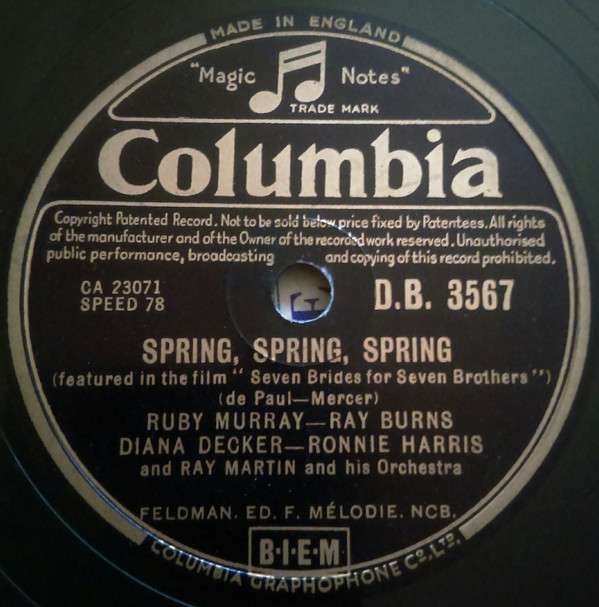 MADE IN ENGLAND
"Magic Notes"
TRADE MARK
Columbia
Copyright Patented Record. Not to be sold below price fixed by Patentees. All rights
of the manufacturer and of the Owner of the recorded work reserved. Unauthorised
public performance, broadcasting and copying of this record prohibited.
CA 23071
SPEED 78
D.B. 3567
SPRING, SPRING, SPRING
(featured in the film "Seven Brides for Seven Brothers")
(de Paul—Mercer)
RUBY MURRAY—RAY BURNS
DIANA DECKER—RONNIE HARRIS
and RAY MARTIN and his Orchestra
FELDMAN. ED. F. MÉLODIE. NCB.
B·I·E·M
COLUMBIA GRAPHOPHONE Co., LTD.